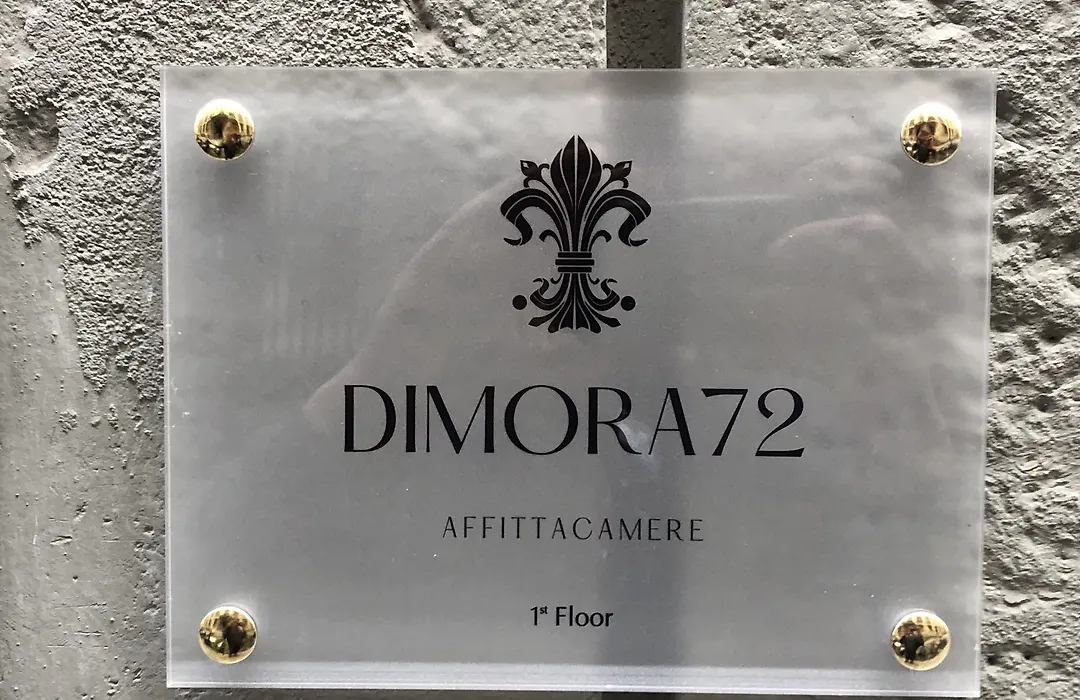 DIMORA72
AFFITTACAMERE
1st Floor